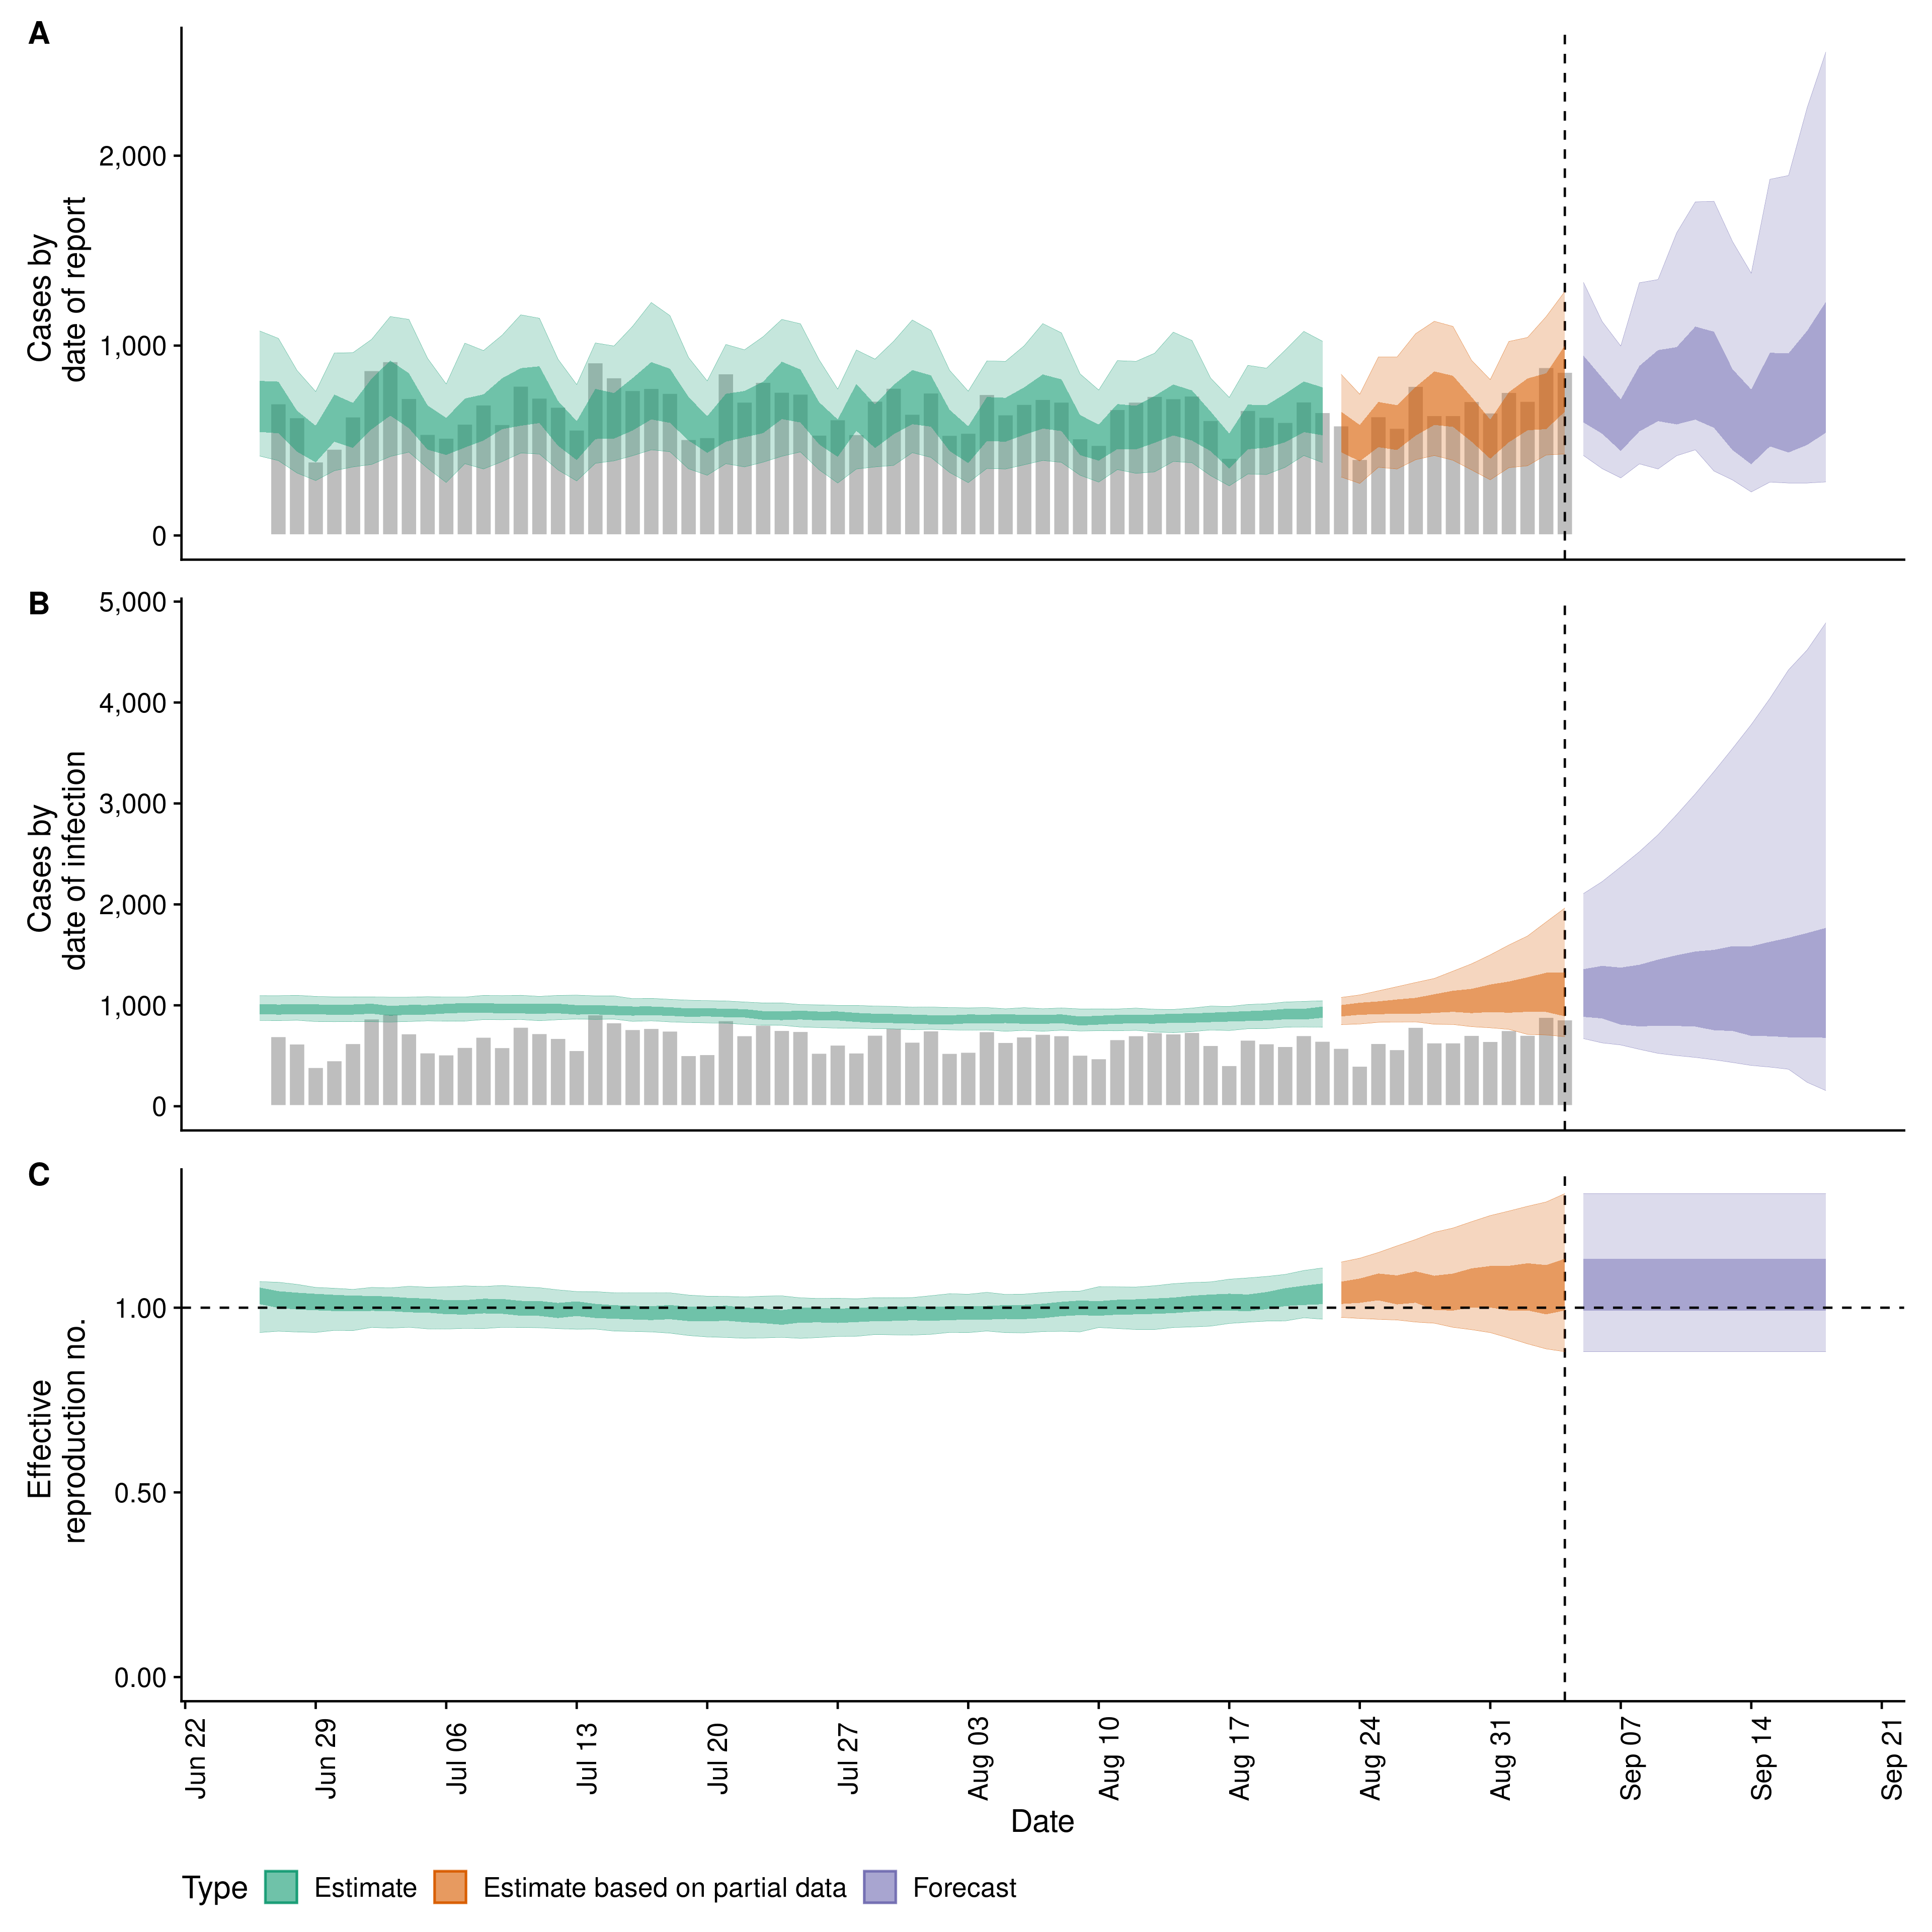 A
Cases by
date of report
2,000
1,000
0
B
Cases by
date of infection
5,000
4,000
3,000
2,000
1,000
0
C
Effective
reproduction no.
1.00
0.50
0.00
Jun 22
Jun 29
Jul 06
Jul 13
Jul 20
Jul 27
Aug 03
Aug 10
Aug 17
Aug 24
Aug 31
Sep 07
Sep 14
Sep 21
Date
Type Estimate Estimate based on partial data Forecast